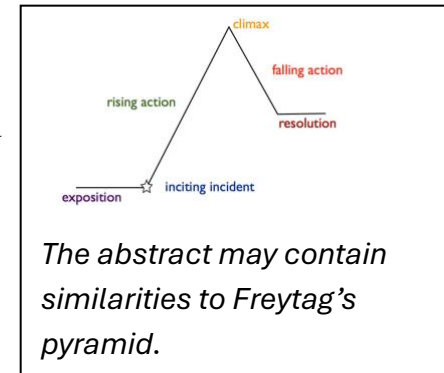 climax
falling action
rising action
resolution
inciting incident
exposition
The abstract may contain
similarities to Freytag's
pyramid.